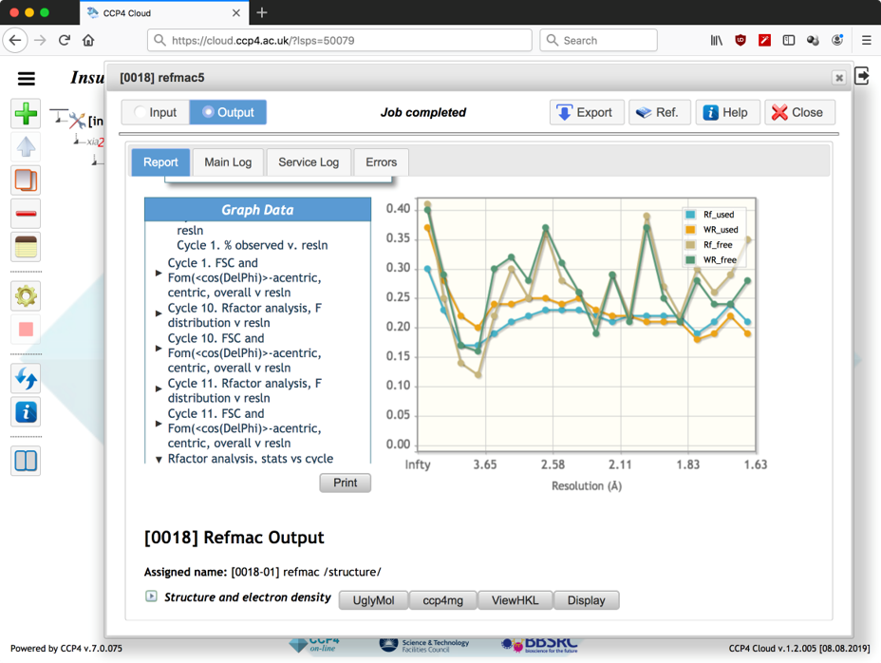 CCP4 Cloud
https://cloud.ccp4.ac.uk/?lsps=50079
Search
Insu
[0018] refmac5
Input
Output
Job completed
Export
Ref.
Help
Close
[in
xia2
Report
Main Log
Service Log
Errors
Graph Data
resln
Cycle 1. % observed v. resln
Cycle 1. FSC and
Fom(<cos(DelPhi)>-acentric,
centric, overall v resln
Cycle 10. Rfactor analysis, F
distribution v resln
Cycle 10. FSC and
Fom(<cos(DelPhi)>-acentric,
centric, overall v resln
Cycle 11. Rfactor analysis, F
distribution v resln
Cycle 11. FSC and
Fom(<cos(DelPhi)>-acentric,
centric, overall v resln
Rfactor analysis, stats vs cycle
Print
0.40
0.35
0.30
0.25
0.20
0.15
0.10
0.05
0.00
Rf_used
WR_used
Rf_free
WR_free
Infty
3.65
2.58
2.11
1.83
1.63
Resolution (Å)
[0018] Refmac Output
Assigned name: [0018-01] refmac /structure/
Structure and electron density
UglyMol
ccp4mg
ViewHKL
Display
Powered by CCP4 v.7.0.075
CCP4
on-line
Science & Technology
Facilities Council
BBSRC
bioscience for the future
CCP4 Cloud v.1.2.005 [08.08.2019]